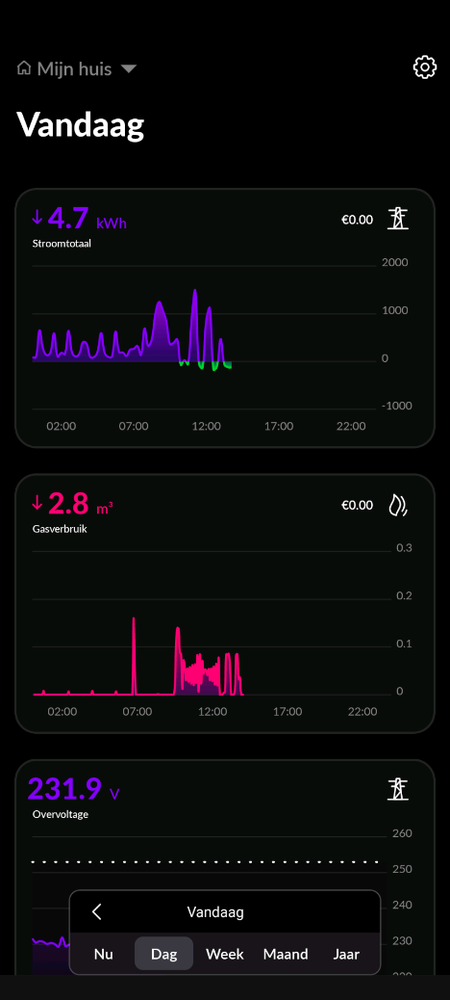 Mijn huis
Vandaag
4.7 kWh €0.00
Stroomtotaal
2000
1000
0
-1000
02:00 07:00 12:00 17:00 22:00
2.8 m³ €0.00
Gasverbruik
0.3
0.2
0.1
0
02:00 07:00 12:00 17:00 22:00
231.9 V
Overvoltage
260
250
240
Vandaag
230
Nu Dag Week Maand Jaar